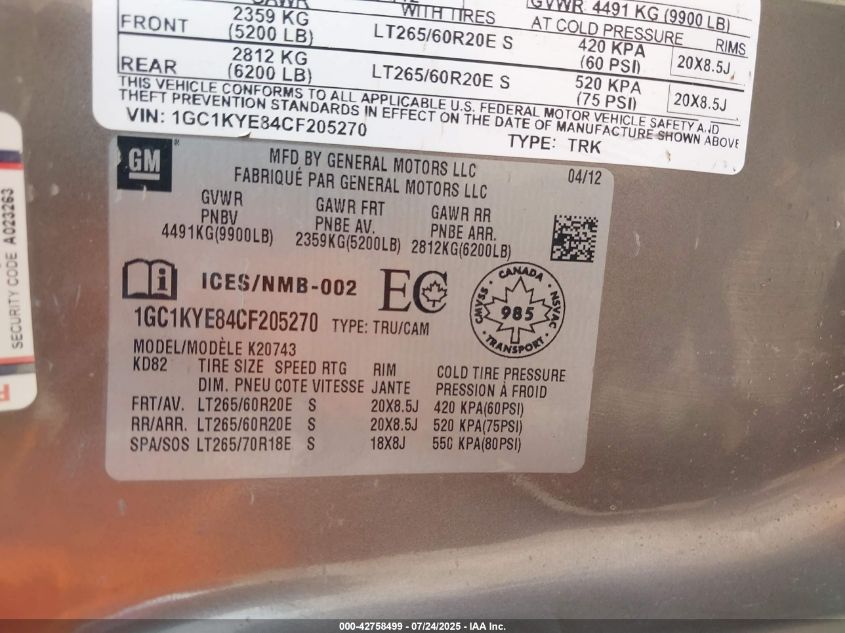 GAWR WITH TIRES GVWR 4491 KG (9900 LB)
AT COLD PRESSURE RIMS
FRONT 2359 KG (5200 LB) LT265/60R20E S 420 KPA (60 PSI) 20X8.5J
REAR 2812 KG (6200 LB) LT265/60R20E S 520 KPA (75 PSI) 20X8.5J
THIS VEHICLE CONFORMS TO ALL APPLICABLE U.S. FEDERAL MOTOR VEHICLE SAFETY AND
THEFT PREVENTION STANDARDS IN EFFECT ON THE DATE OF MANUFACTURE SHOWN ABOVE
VIN: 1GC1KYE84CF205270 TYPE: TRK
SECURITY CODE A023263
GM
MFD BY GENERAL MOTORS LLC
FABRIQUÉ PAR GENERAL MOTORS LLC 04/12
GVWR GAWR FRT GAWR RR
PNBV PNBE AV. PNBE ARR.
4491KG(9900LB) 2359KG(5200LB) 2812KG(6200LB)
ICES/NMB-002 EC
CANADA CMVSS NSVAC 985 TRANSPORT
1GC1KYE84CF205270 TYPE: TRU/CAM
MODEL/MODÈLE K20743
KD82 TIRE SIZE SPEED RTG RIM COLD TIRE PRESSURE
DIM. PNEU COTE VITESSE JANTE PRESSION À FROID
FRT/AV. LT265/60R20E S 20X8.5J 420 KPA(60PSI)
RR/ARR. LT265/60R20E S 20X8.5J 520 KPA(75PSI)
SPA/SOS LT265/70R18E S 18X8J 550 KPA(80PSI)
000-42758499 - 07/24/2025 - IAA Inc.